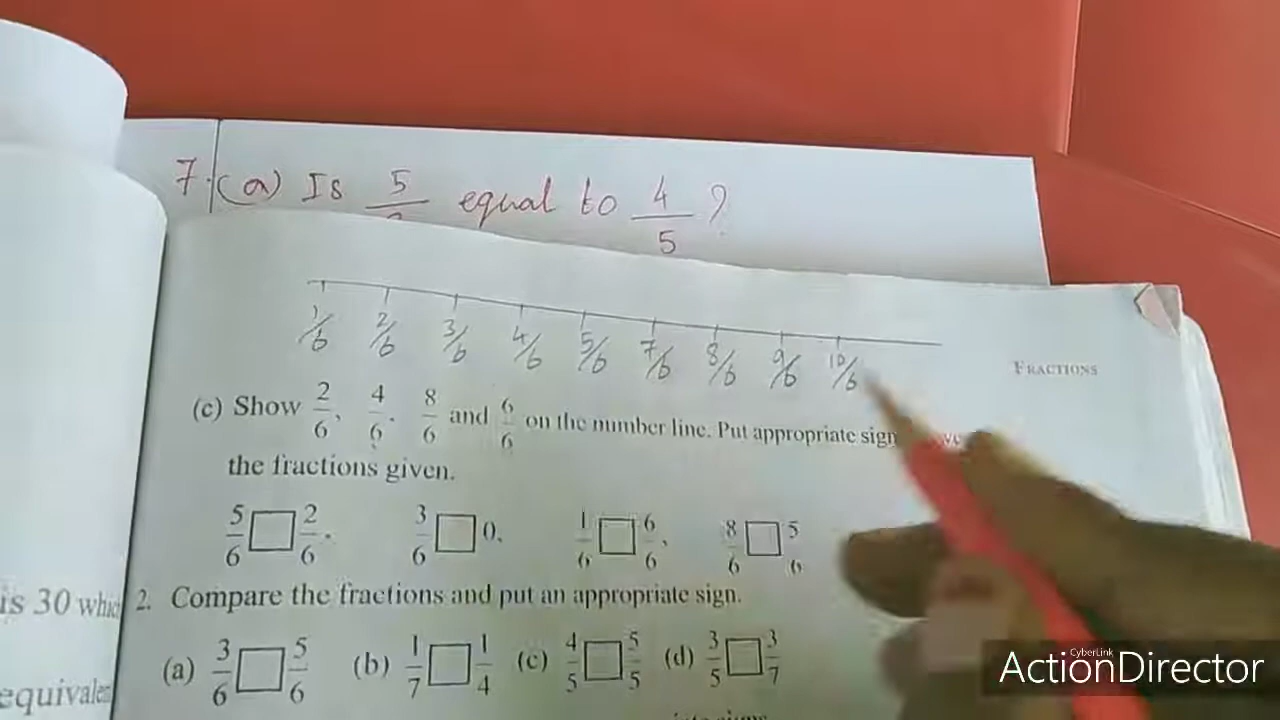 7.(a) Is 5/ equal to 4/5 ?
1/6 2/6 3/6 4/6 5/6 7/6 8/6 9/6 10/6
FRACTIONS
(c) Show 2/6, 4/6. 8/6 and 6/6 on the number line. Put appropriate
the fractions given.
5/6 □ 2/6. 3/6 □ 0, 1/6 □ 6/6, 8/6 □ 5/6
is 30
2. Compare the fractions and put an appropriate sign.
(a) 3/6 □ 5/6 (b) 1/7 □ 1/4 (c) 4/5 □ 5/5 (d) 3/5 □ 3/7
CyberLink
ActionDirector